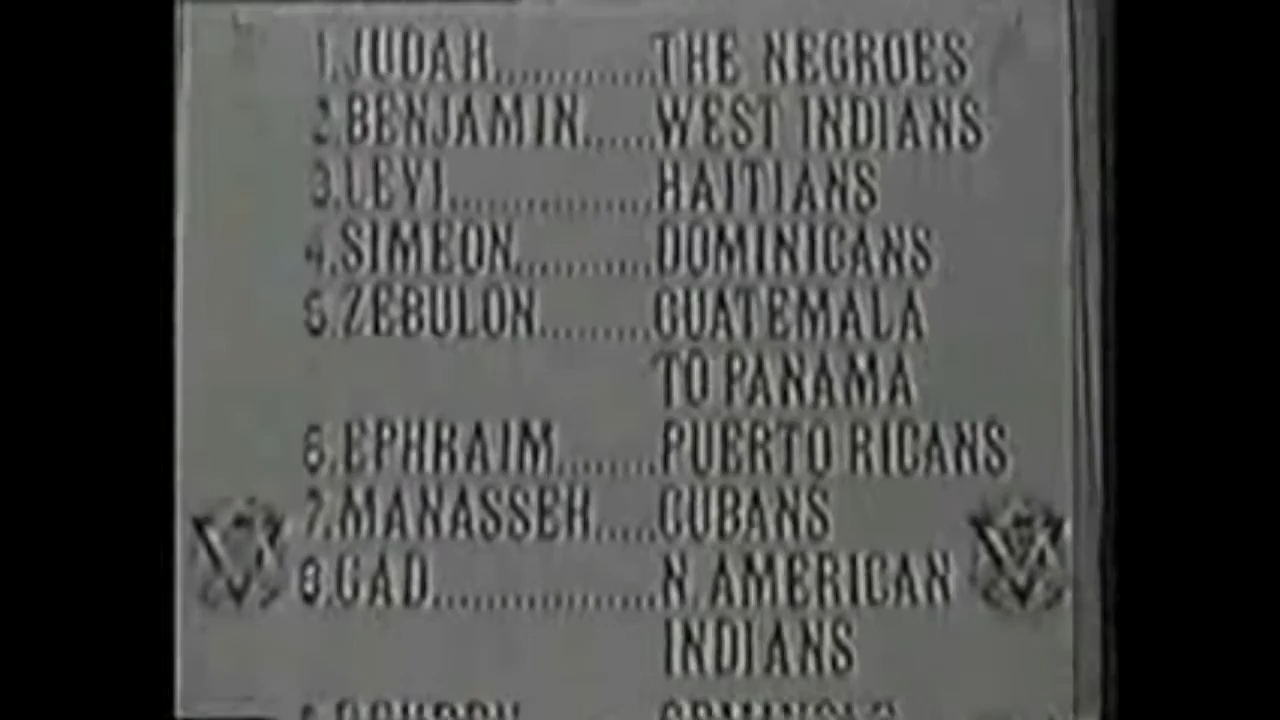 1.JUDAH............THE NEGROES
2.BENJAMIN.....WEST INDIANS
3.LEVI...............HAITIANS
4.SIMEON..........DOMINICANS
5.ZEBULON........GUATEMALA
TO PANAMA
6.EPHRAIM.......PUERTO RICANS
7.MANASSEH....CUBANS
8.GAD................N. AMERICAN
INDIANS